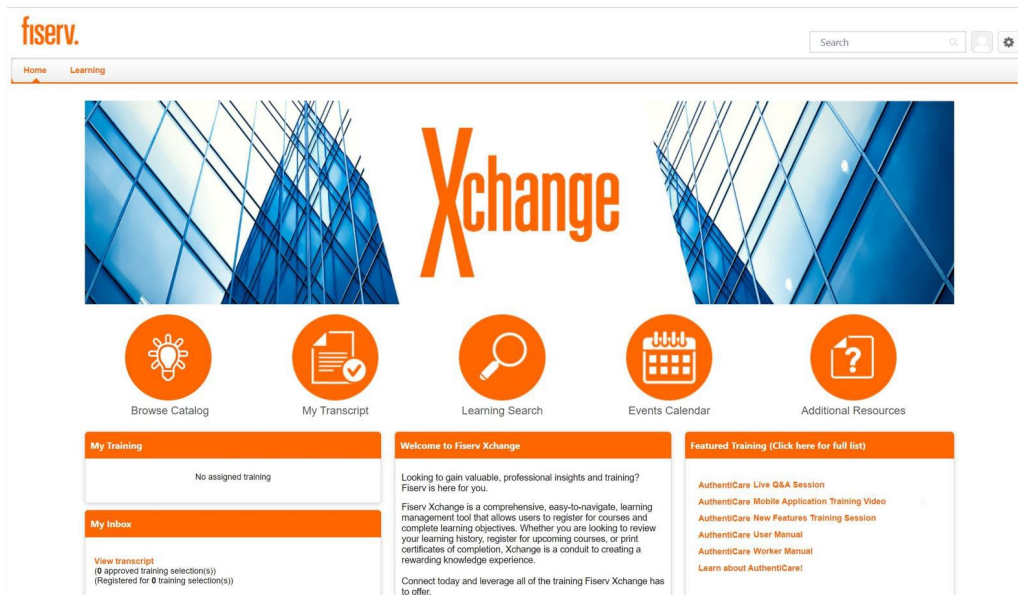 fiserv.
Search
Home Learning
Xchange
Browse Catalog
My Transcript
Learning Search
Events Calendar
Additional Resources
My Training
No assigned training
My Inbox
View transcript
(0 approved training selection(s))
(Registered for 0 training selection(s))
Welcome to Fiserv Xchange
Looking to gain valuable, professional insights and training?
Fiserv is here for you.
Fiserv Xchange is a comprehensive, easy-to-navigate, learning
management tool that allows users to register for courses and
complete learning objectives. Whether you are looking to review
your learning history, register for upcoming courses, or print
certificates of completion, Xchange is a conduit to creating a
rewarding knowledge experience.
Connect today and leverage all of the training Fiserv Xchange has
to offer.
Featured Training (Click here for full list)
AuthentiCare Live Q&A Session
AuthentiCare Mobile Application Training Video
AuthentiCare New Features Training Session
AuthentiCare User Manual
AuthentiCare Worker Manual
Learn about AuthentiCare!